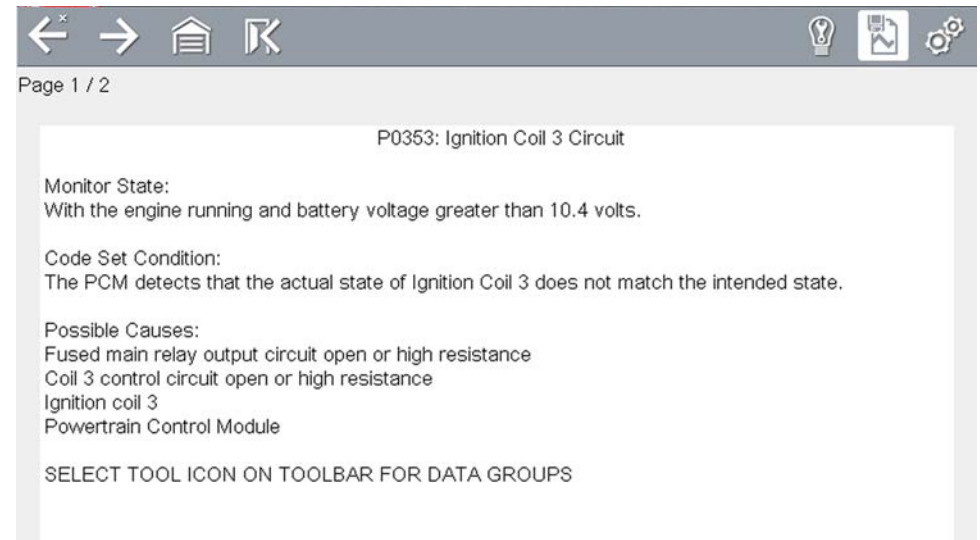 Page 1 / 2
P0353: Ignition Coil 3 Circuit
Monitor State:
With the engine running and battery voltage greater than 10.4 volts.
Code Set Condition:
The PCM detects that the actual state of Ignition Coil 3 does not match the intended state.
Possible Causes:
Fused main relay output circuit open or high resistance
Coil 3 control circuit open or high resistance
Ignition coil 3
Powertrain Control Module
SELECT TOOL ICON ON TOOLBAR FOR DATA GROUPS